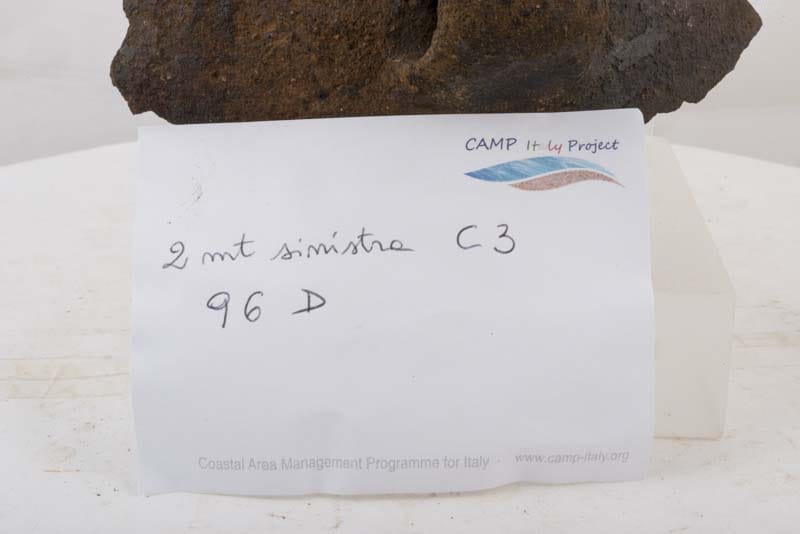 CAMP Italy Project
2 mt sinistra C3
96 D
Coastal Area Management Programme for Italy www.camp-italy.org